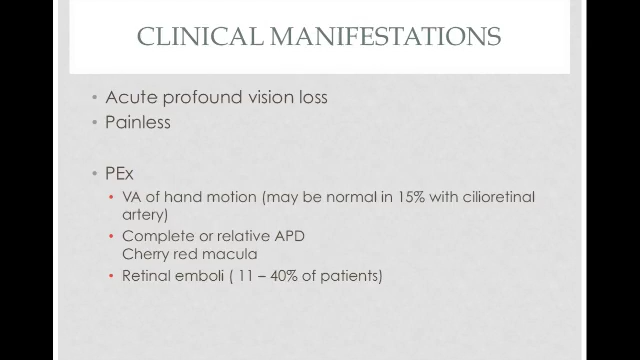 CLINICAL MANIFESTATIONS
• Acute profound vision loss
• Painless
• PEx
• VA of hand motion (may be normal in 15% with cilioretinal
artery)
• Complete or relative APD
Cherry red macula
• Retinal emboli ( 11 – 40% of patients)